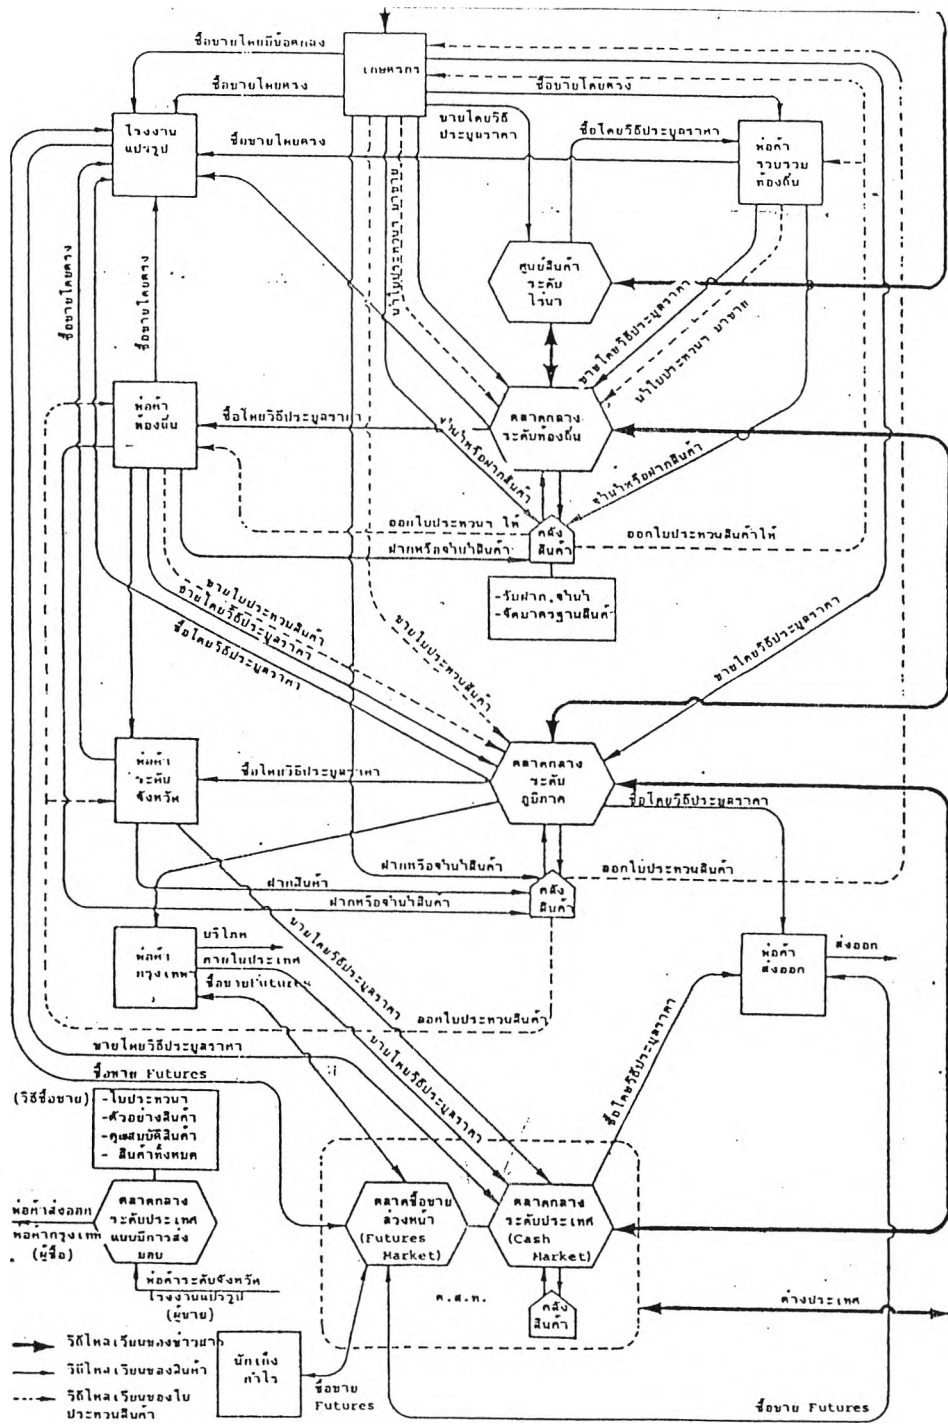 ซื้อขายโดยมีข้อตกลง
เกษตรกร
ซื้อขายโดยตรง
ซื้อขายโดยตรง
ขายโดยวิธี
ประมูลราคา
ซื้อโดยวิธีประมูลราคา
โรงงาน
แปรรูป
ซื้อขายโดยตรง
พ่อค้า
รวบรวม
ท้องถิ่น
นำใบประทวนฯ มาขาย
ศูนย์สินค้า
ระดับ
ไร่นา
ซื้อขายโดยตรง
ซื้อขายโดยตรง
ขายโดยวิธีประมูลราคา
นำใบประทวนฯ มาขาย
พ่อค้า
ท้องถิ่น
ซื้อโดยวิธีประมูลราคา
ตลาดกลาง
ระดับท้องถิ่น
จำนำหรือฝากสินค้า
จำนำหรือฝากสินค้า
ออกใบประทวนฯ ให้
คลัง
สินค้า
ออกใบประทวนสินค้าให้
ฝากหรือจำนำสินค้า
-รับฝาก,จำนำ
-จัดมาตรฐานสินค้า
ขายใบประทวนสินค้า
ขายโดยวิธีประมูลราคา
ซื้อโดยวิธีประมูลราคา
ขายใบประทวนสินค้า
ขายโดยวิธีประมูลราคา
พ่อค้า
ระดับ
จังหวัด
ซื้อโดยวิธีประมูลราคา
ตลาดกลาง
ระดับ
ภูมิภาค
ซื้อโดยวิธีประมูลราคา
ฝากหรือจำนำสินค้า
ออกใบประทวนสินค้า
ฝากสินค้า
คลัง
สินค้า
ฝากหรือจำนำสินค้า
บริโภค
ภายในประเทศ
พ่อค้า
กรุงเทพฯ
ซื้อขายFutures
ขายโดยวิธีประมูลราคา
พ่อค้า
ส่งออก
ส่งออก
ออกใบประทวนสินค้า
ขายโดยวิธีประมูลราคา
ขายโดยวิธีประมูลราคา
ซื้อโดยวิธีประมูลราคา
ซื้อขาย Futures
(วิธีซื้อขาย)
-ใบประทวนฯ
-ตัวอย่างสินค้า
-คุณสมบัติสินค้า
- สินค้าทั้งหมด
พ่อค้าส่งออก
พ่อค้ากรุงเทพฯ
(ผู้ซื้อ)
ตลาดกลาง
ระดับประเทศ
แบบมีการส่ง
มอบ
พ่อค้าระดับจังหวัด
โรงงานแปรรูป
(ผู้ขาย)
ตลาดซื้อขาย
ล่วงหน้า
(Futures
Market)
ตลาดกลาง
ระดับประเทศ
(Cash
Market)
ต.ส.ท.
คลัง
สินค้า
ต่างประเทศ
วิถีไหลเวียนของข่าวสาร
วิถีไหลเวียนของสินค้า
วิถีไหลเวียนของใบ
ประทวนสินค้า
นักเก็ง
กำไร
ซื้อขาย
Futures
ซื้อขาย Futures